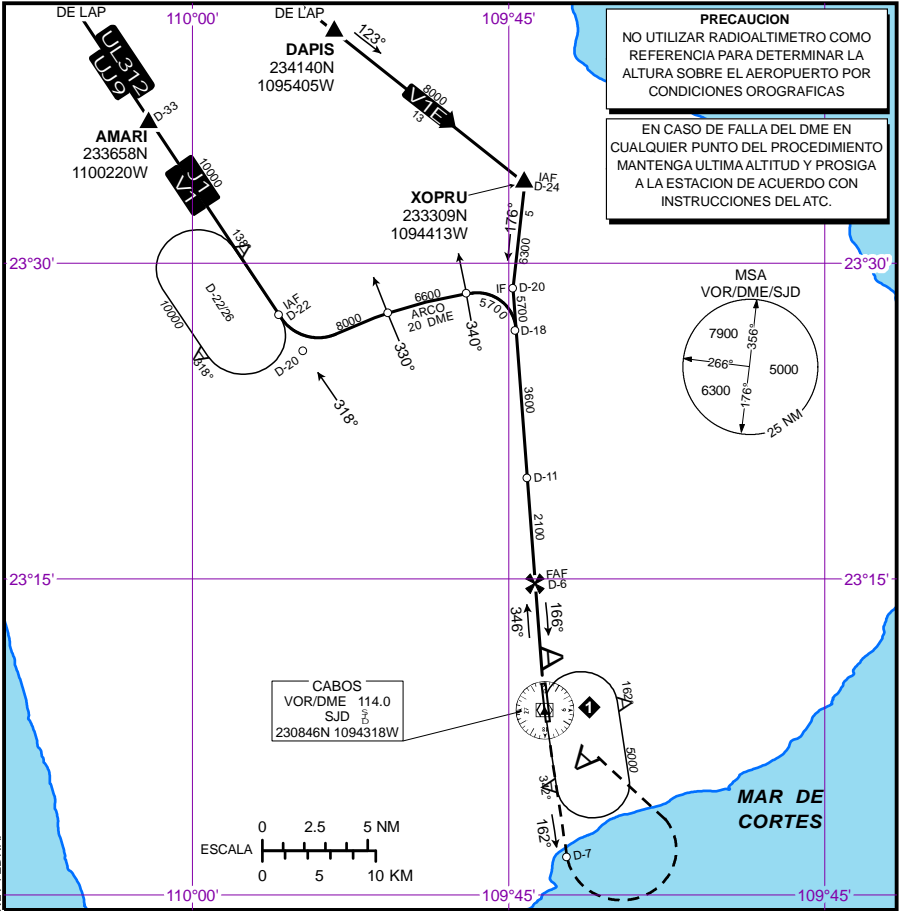 DE LAP
110°00'
DE L'AP
109°45'
PRECAUCION
NO UTILIZAR RADIOALTIMETRO COMO
REFERENCIA PARA DETERMINAR LA
ALTURA SOBRE EL AEROPUERTO POR
CONDICIONES OROGRAFICAS
EN CASO DE FALLA DEL DME EN
CUALQUIER PUNTO DEL PROCEDIMIENTO
MANTENGA ULTIMA ALTITUD Y PROSIGA
A LA ESTACION DE ACUERDO CON
INSTRUCCIONES DEL ATC.
UL312
UJ9
D-33
AMARI
233658N
1100220W
DAPIS
234140N
1095405W
123°
8000
V1E
13
J1
V1
10000
XOPRU
233309N
1094413W
IAF
D-24
176°
5
6300
23°30'
23°30'
138°
D-22/26
10000
318°
IAF
D-22
D-20
318°
8000
6600
ARCO
20 DME
330°
340°
5700
IF
D-20
5700
D-18
MSA
VOR/DME/SJD
7900
356°
266°
5000
6300
176°
25 NM
3600
D-11
2100
23°15'
23°15'
FAF
D-6
346°
166°
CABOS
VOR/DME 114.0
SJD
230846N 1094318W
1
162°
5000
342°
162°
D-7
MAR DE
CORTES
ESCALA
0 2.5 5 NM
0 5 10 KM
110°00'
109°45'
109°45'